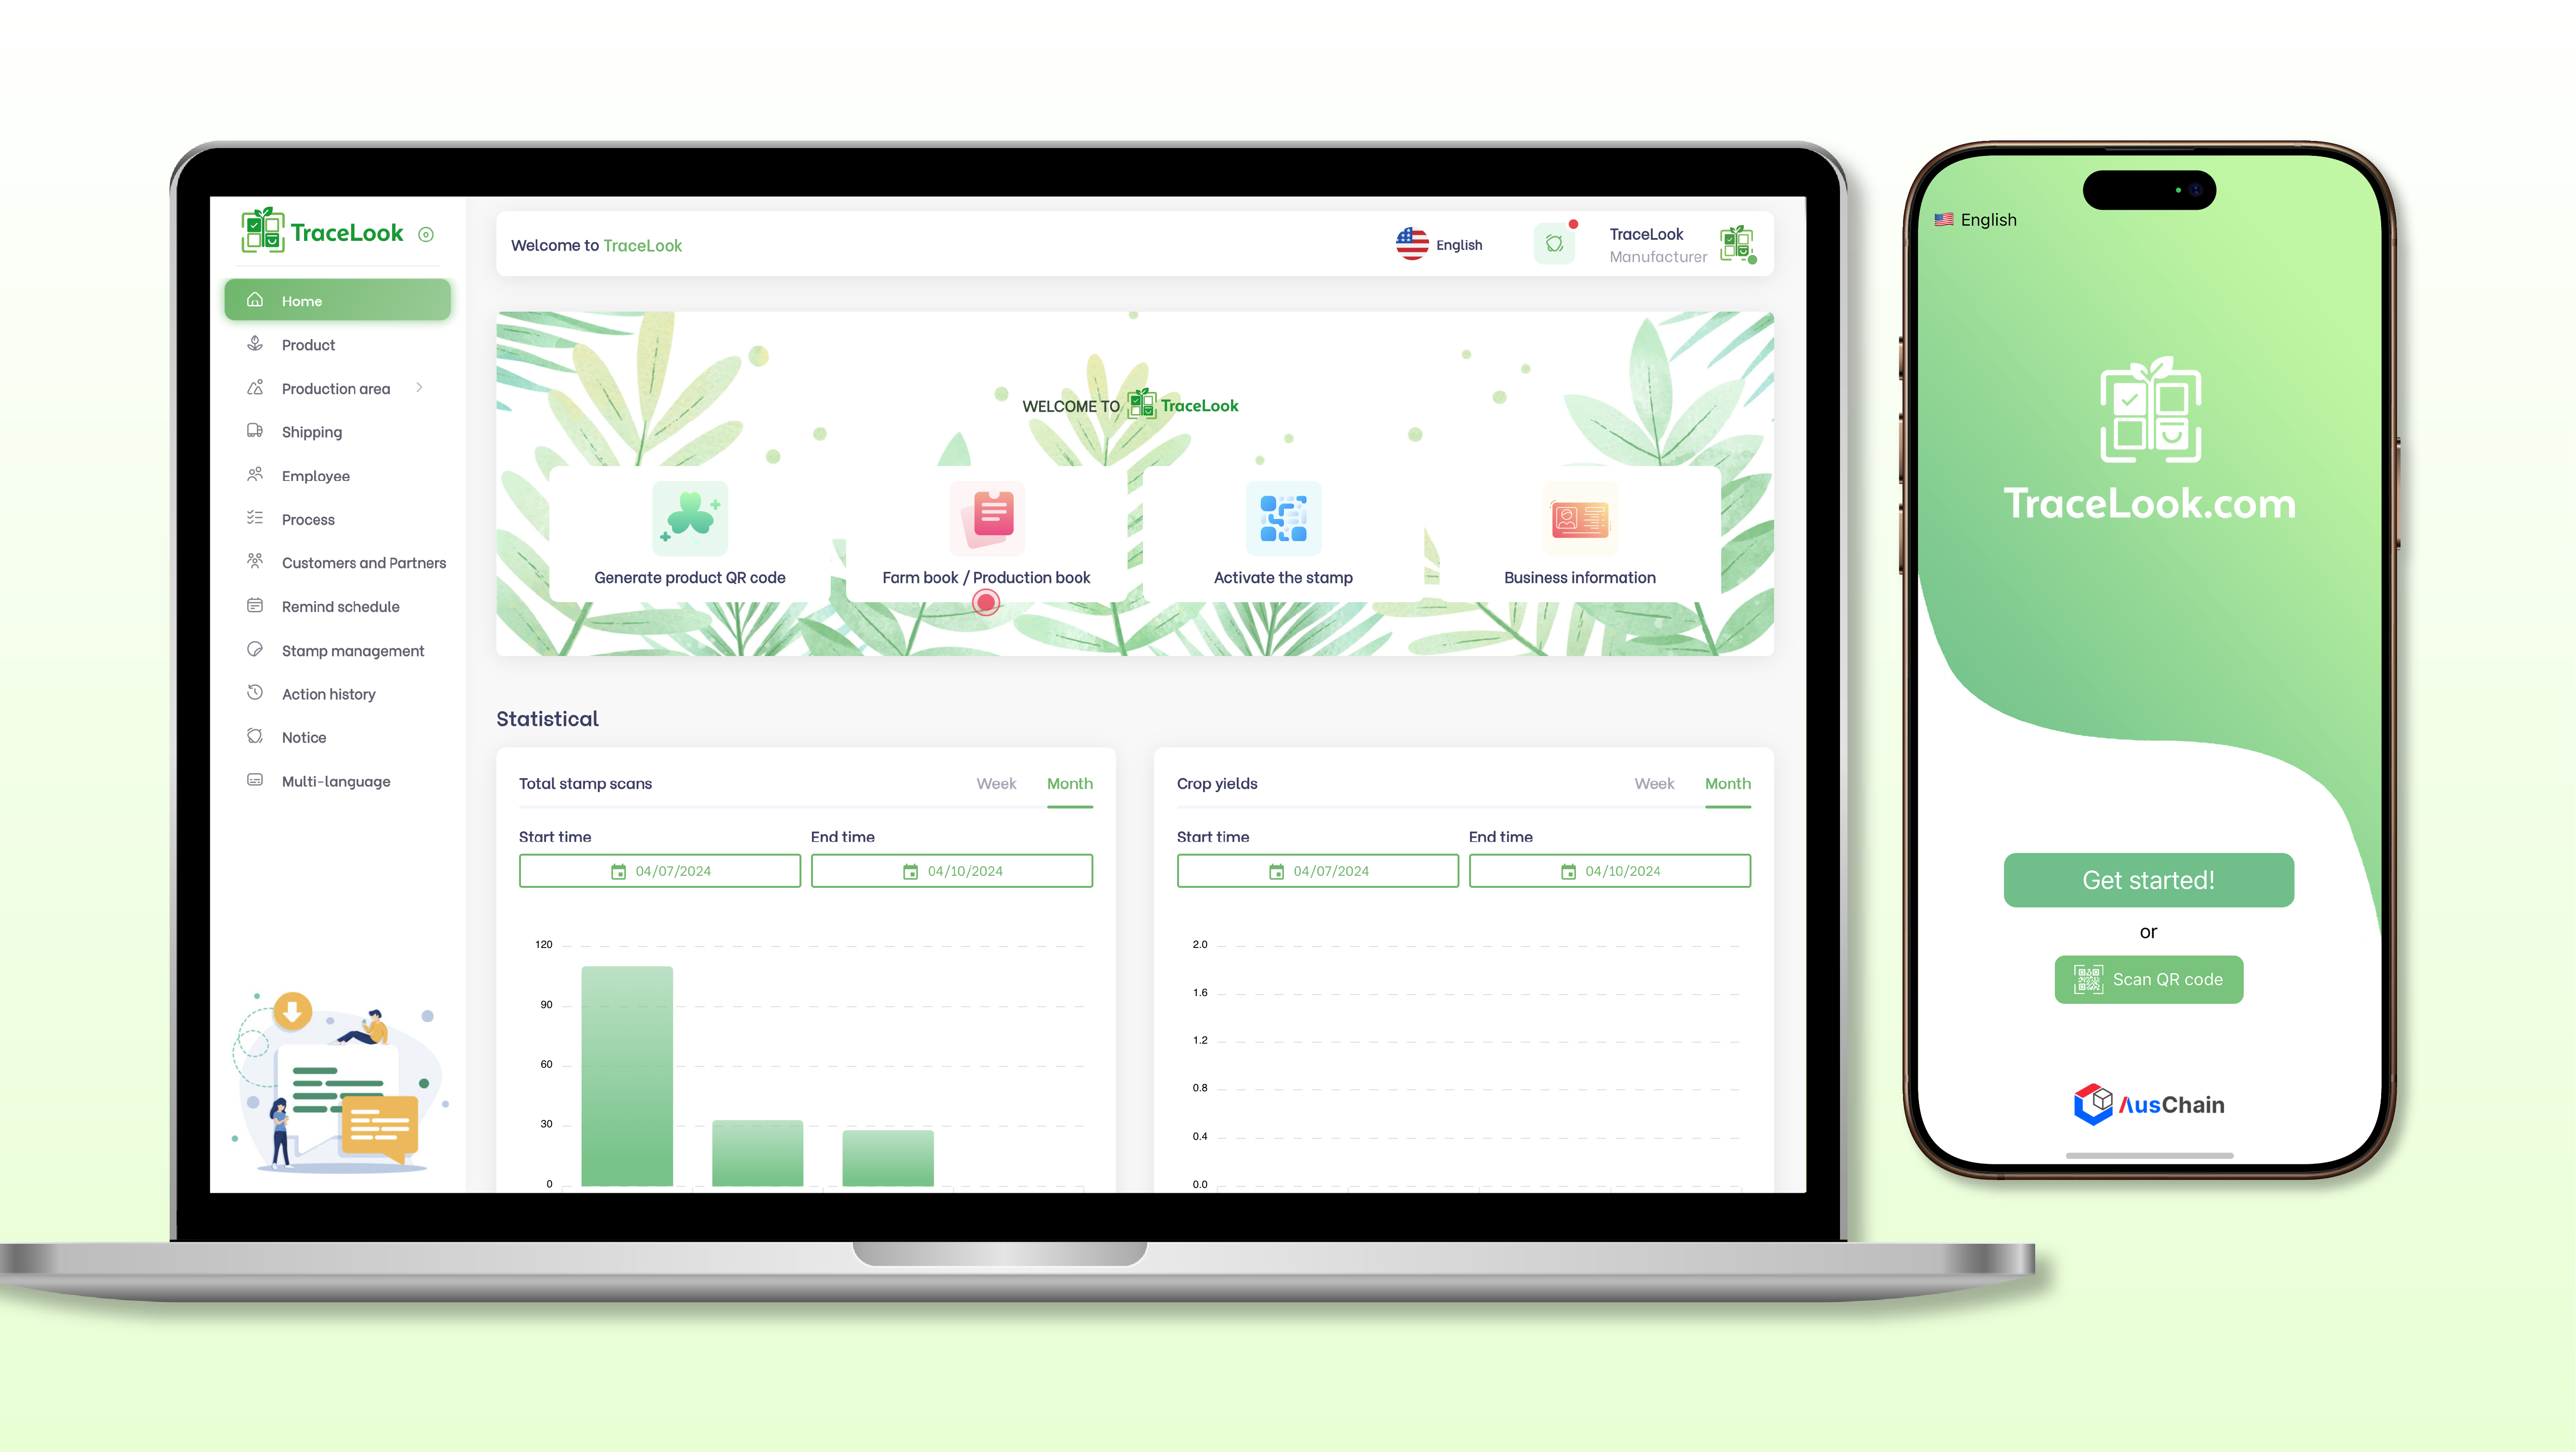 TraceLook
Home
Product
Production area
Shipping
Employee
Process
Customers and Partners
Remind schedule
Stamp management
Action history
Notice
Multi-language
Welcome to TraceLook
English
TraceLook
Manufacturer
WELCOME TO TraceLook
Generate product QR code
Farm book / Production book
Activate the stamp
Business information
Statistical
Total stamp scans
Week
Month
Start time
End time
04/07/2024
04/10/2024
120
90
60
30
0
Crop yields
Week
Month
Start time
End time
04/07/2024
04/10/2024
2.0
1.6
1.2
0.8
0.4
0.0
English
TraceLook.com
Get started!
or
Scan QR code
AusChain